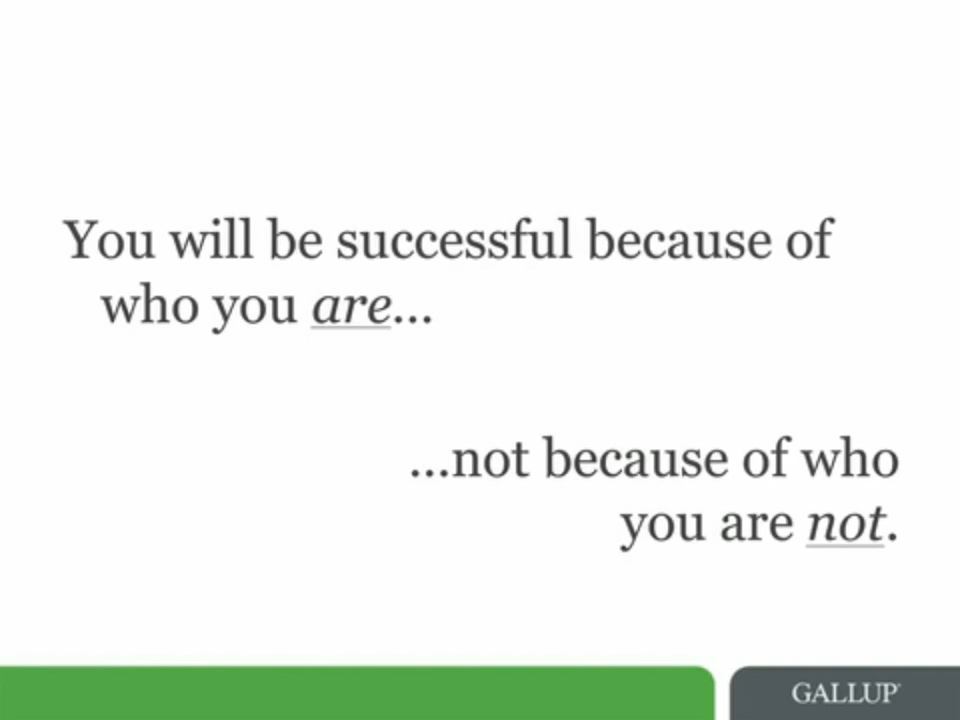 You will be successful because of
who you are...
...not because of who
you are not.
GALLUP®